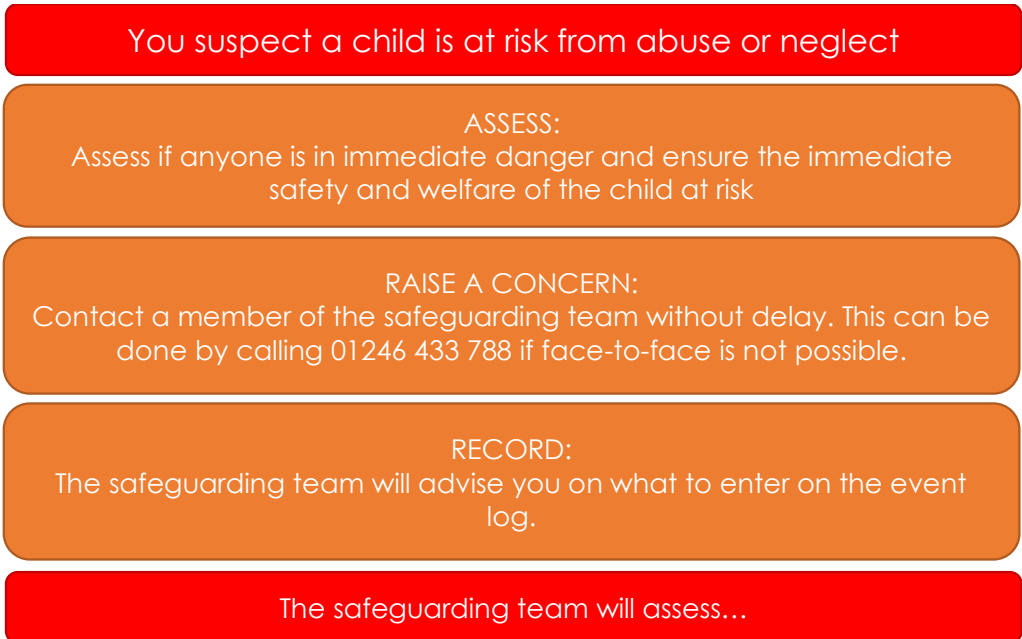 You suspect a child is at risk from abuse or neglect
ASSESS:
Assess if anyone is in immediate danger and ensure the immediate
safety and welfare of the child at risk
RAISE A CONCERN:
Contact a member of the safeguarding team without delay. This can be
done by calling 01246 433 788 if face-to-face is not possible.
RECORD:
The safeguarding team will advise you on what to enter on the event
log.
The safeguarding team will assess…